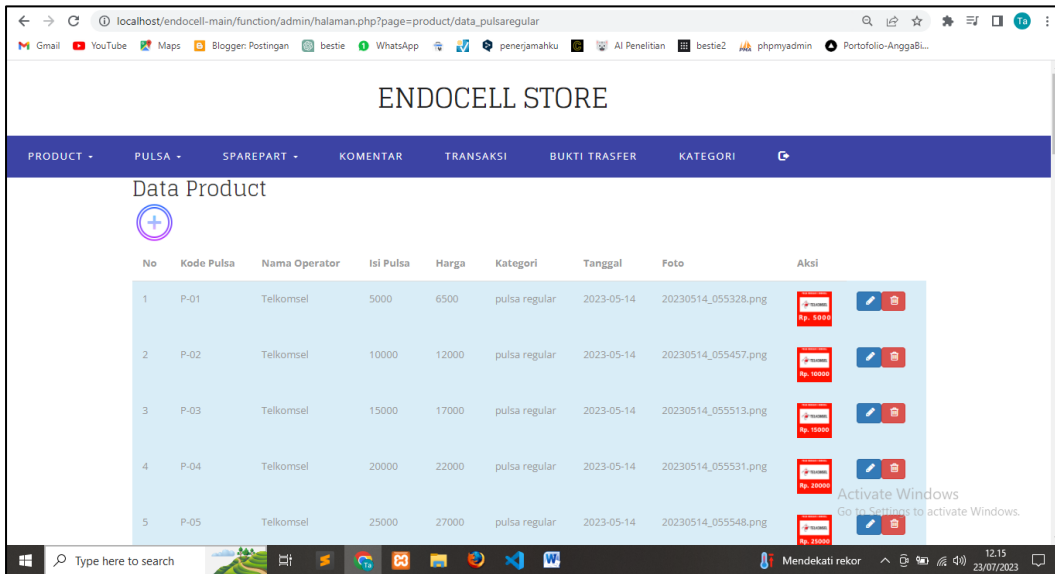 localhost/endocell-main/function/admin/halaman.php?page=product/data_pulsaregular
Ta
Gmail YouTube Maps Blogger: Postingan bestie WhatsApp penerjamahku AI Penelitian bestie2 phpmyadmin Portofolio-AnggaBi...
ENDOCELL STORE
PRODUCT PULSA SPAREPART KOMENTAR TRANSAKSI BUKTI TRASFER KATEGORI
Data Product
No Kode Pulsa Nama Operator Isi Pulsa Harga Kategori Tanggal Foto Aksi
1 P-01 Telkomsel 5000 6500 pulsa regular 2023-05-14 20230514_055328.png
TELKOMSEL
Rp. 5000
2 P-02 Telkomsel 10000 12000 pulsa regular 2023-05-14 20230514_055457.png
TELKOMSEL
Rp. 10000
3 P-03 Telkomsel 15000 17000 pulsa regular 2023-05-14 20230514_055513.png
TELKOMSEL
Rp. 15000
4 P-04 Telkomsel 20000 22000 pulsa regular 2023-05-14 20230514_055531.png
TELKOMSEL
Rp. 20000
Activate Windows
Go to Settings to activate Windows.
5 P-05 Telkomsel 25000 27000 pulsa regular 2023-05-14 20230514_055548.png
TELKOMSEL
Rp. 25000
Type here to search
Mendekati rekor
12.15
23/07/2023